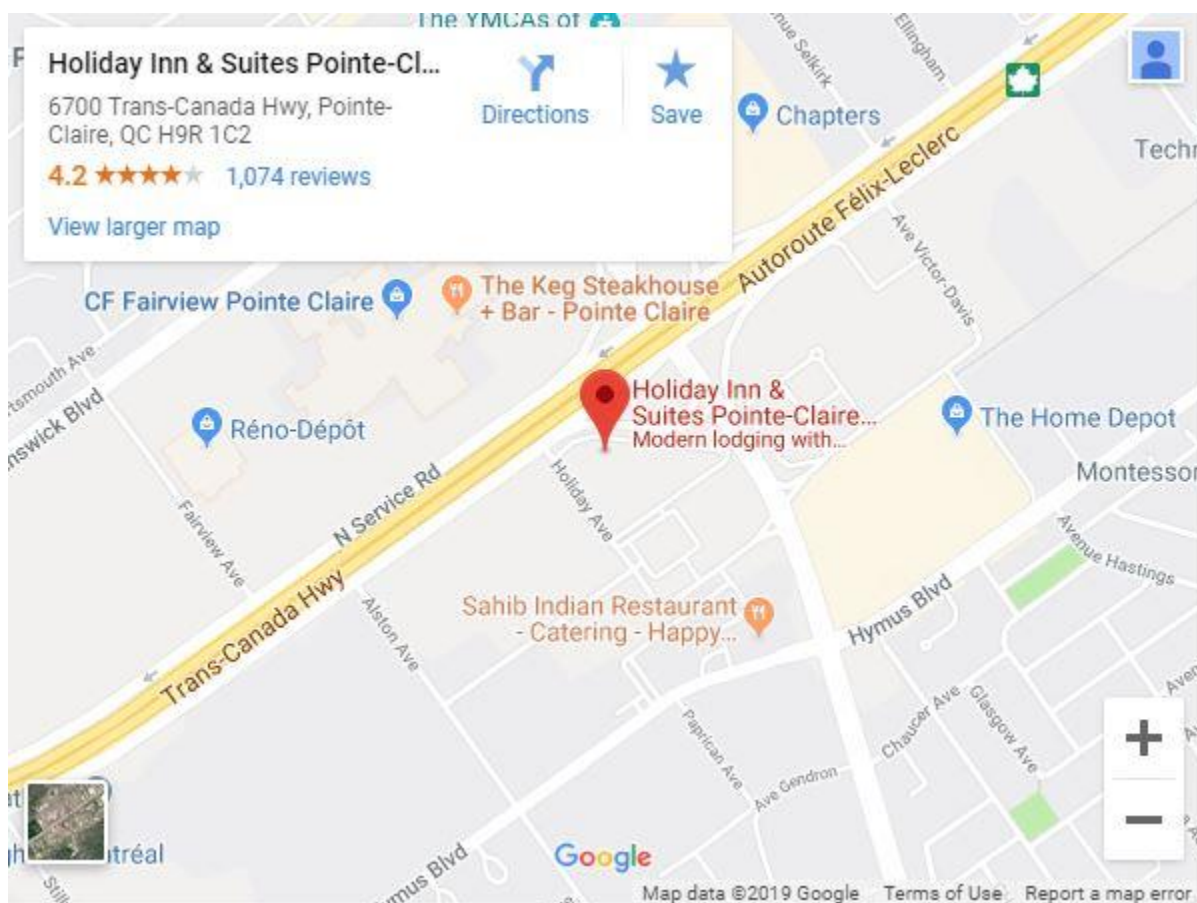 The YMCAs of
Holiday Inn & Suites Pointe-Cl...
6700 Trans-Canada Hwy, Pointe-
Claire, QC H9R 1C2
4.2
1,074 reviews
View larger map
Directions
Save
Selkirk
Ellingham
Chapters
Techn
Autoroute Félix-Leclerc
Ave Victor-Davis
CF Fairview Pointe Claire
The Keg Steakhouse
+ Bar - Pointe Claire
Holiday Inn &
Suites Pointe-Claire...
Modern lodging with...
The Home Depot
Montessor
tsmouth Ave
nswick Blvd
Réno-Dépôt
N Service Rd
Holiday Ave
Fairview Ave
Trans-Canada Hwy
Alston Ave
Sahib Indian Restaurant
- Catering - Happy...
Hymus Blvd
Avenue Hastings
Chaucer Ave
Glasgow Ave
Paprican Ave
Ave Gendron
tréal
ymus Blvd
Google
Map data ©2019 Google
Terms of Use
Report a map error